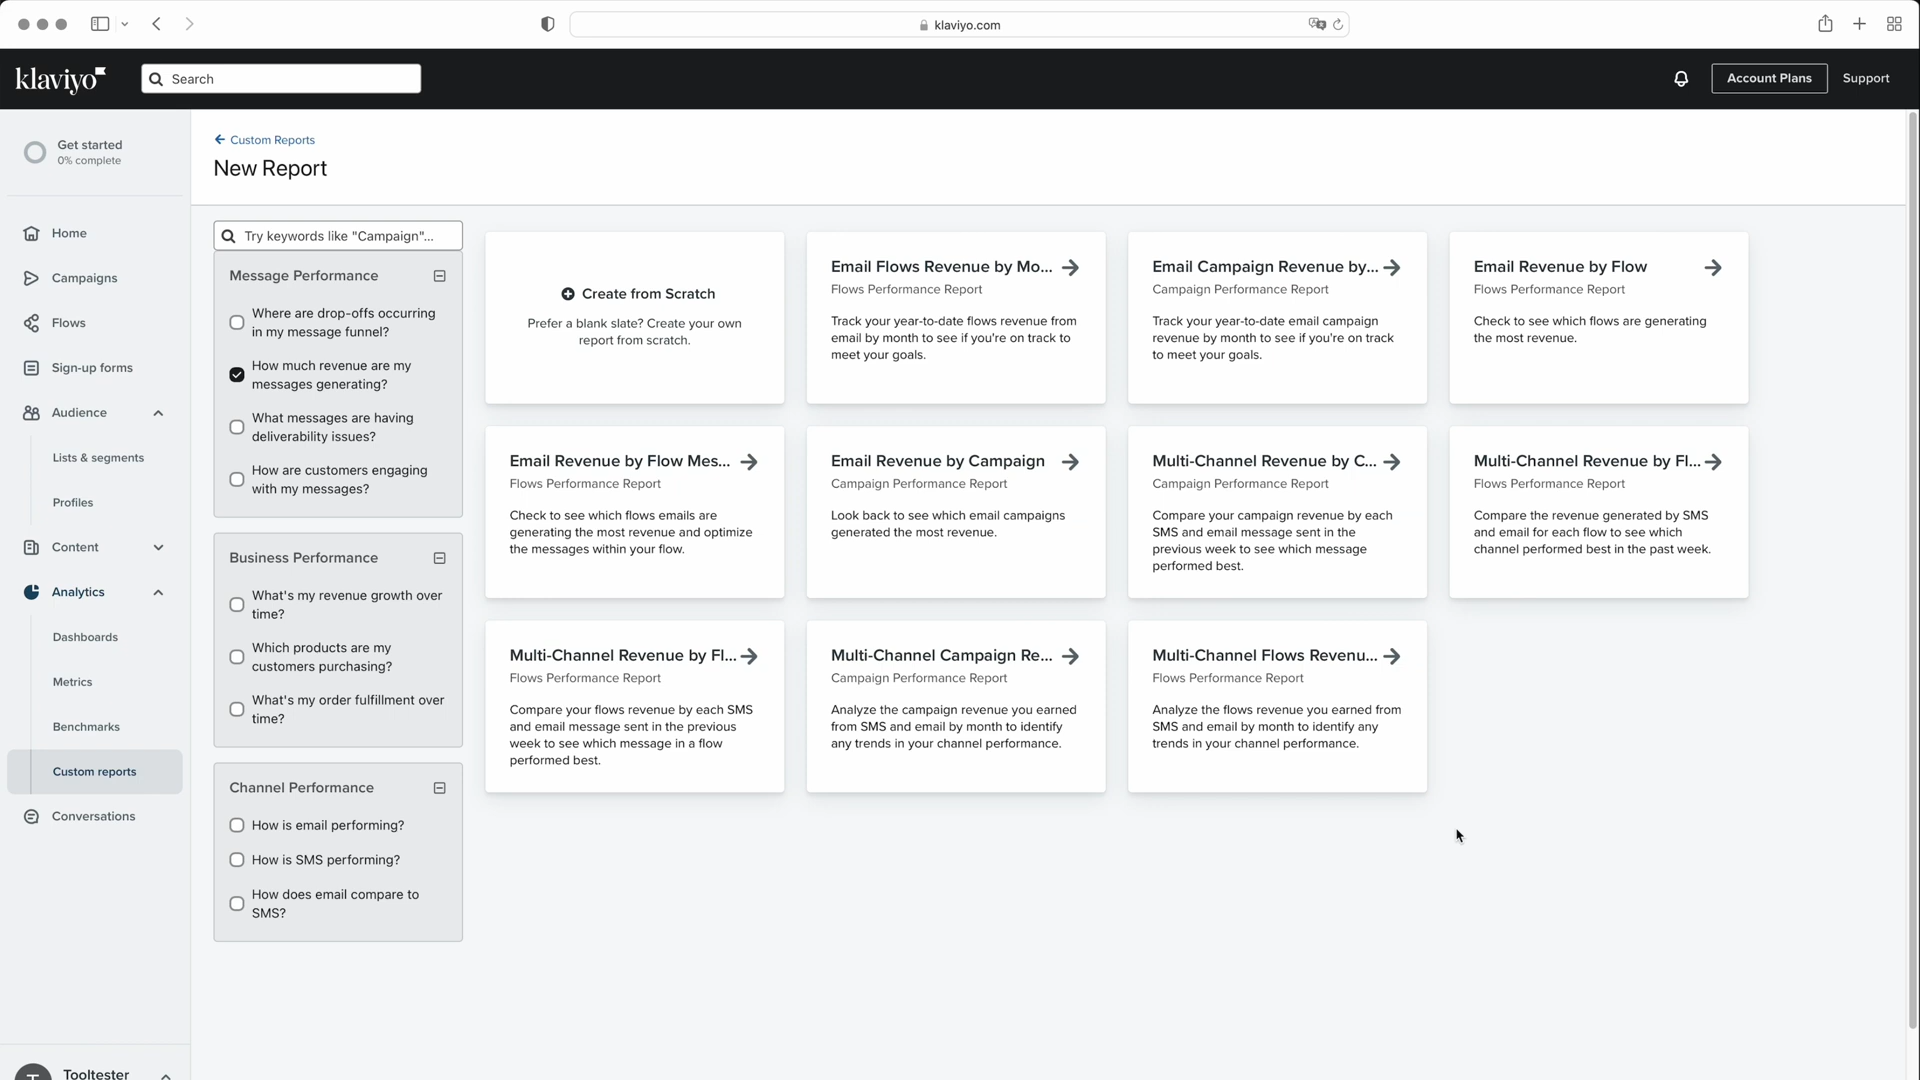 klaviyo.com
klaviyo
Search
Account Plans
Support
Get started
0% complete
Home
Campaigns
Flows
Sign-up forms
Audience
Lists & segments
Profiles
Content
Analytics
Dashboards
Metrics
Benchmarks
Custom reports
Conversations
Tooltester
Custom Reports
New Report
Try keywords like "Campaign"...
Message Performance
Where are drop-offs occurring
in my message funnel?
How much revenue are my
messages generating?
What messages are having
deliverability issues?
How are customers engaging
with my messages?
Business Performance
What's my revenue growth over
time?
Which products are my
customers purchasing?
What's my order fulfillment over
time?
Channel Performance
How is email performing?
How is SMS performing?
How does email compare to
SMS?
Create from Scratch
Prefer a blank slate? Create your own
report from scratch.
Email Flows Revenue by Mo...
Flows Performance Report
Track your year-to-date flows revenue from
email by month to see if you're on track to
meet your goals.
Email Campaign Revenue by...
Campaign Performance Report
Track your year-to-date email campaign
revenue by month to see if you're on track
to meet your goals.
Email Revenue by Flow
Flows Performance Report
Check to see which flows are generating
the most revenue.
Email Revenue by Flow Mes...
Flows Performance Report
Check to see which flows emails are
generating the most revenue and optimize
the messages within your flow.
Email Revenue by Campaign
Campaign Performance Report
Look back to see which email campaigns
generated the most revenue.
Multi-Channel Revenue by C...
Campaign Performance Report
Compare your campaign revenue by each
SMS and email message sent in the
previous week to see which message
performed best.
Multi-Channel Revenue by Fl...
Flows Performance Report
Compare the revenue generated by SMS
and email for each flow to see which
channel performed best in the past week.
Multi-Channel Revenue by Fl...
Flows Performance Report
Compare your flows revenue by each SMS
and email message sent in the previous
week to see which message in a flow
performed best.
Multi-Channel Campaign Re...
Campaign Performance Report
Analyze the campaign revenue you earned
from SMS and email by month to identify
any trends in your channel performance.
Multi-Channel Flows Revenu...
Flows Performance Report
Analyze the flows revenue you earned from
SMS and email by month to identify any
trends in your channel performance.